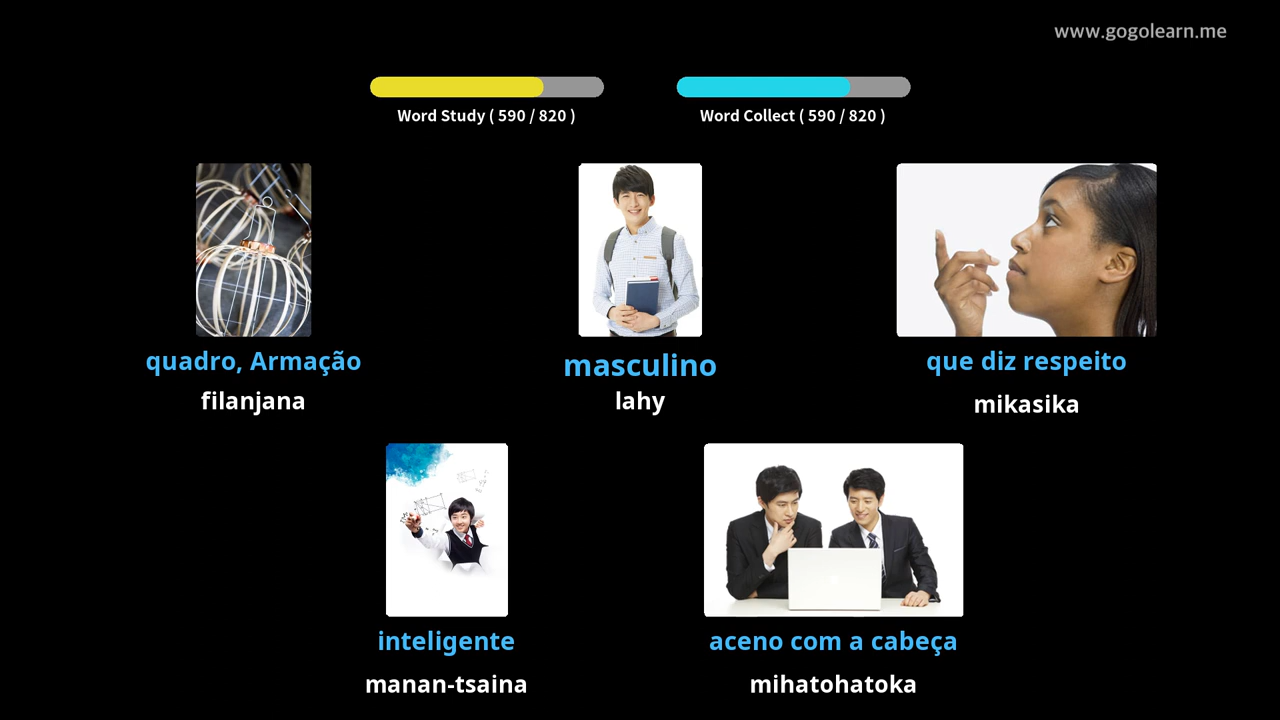 www.gogolearn.me
Word Study ( 590 / 820 )
Word Collect ( 590 / 820 )
quadro, Armação
filanjana
masculino
lahy
que diz respeito
mikasika
inteligente
manan-tsaina
aceno com a cabeça
mihatohatoka